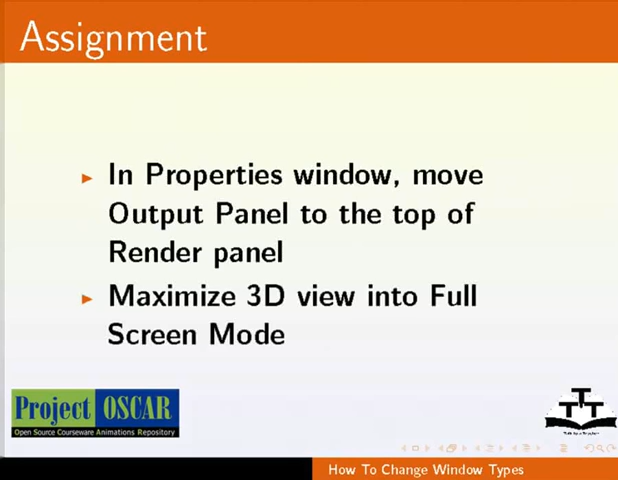 Assignment
► In Properties window, move
Output Panel to the top of
Render panel
► Maximize 3D view into Full
Screen Mode
Project OSCAR
Open Source Courseware Animations Repository
TTT
How To Change Window Types